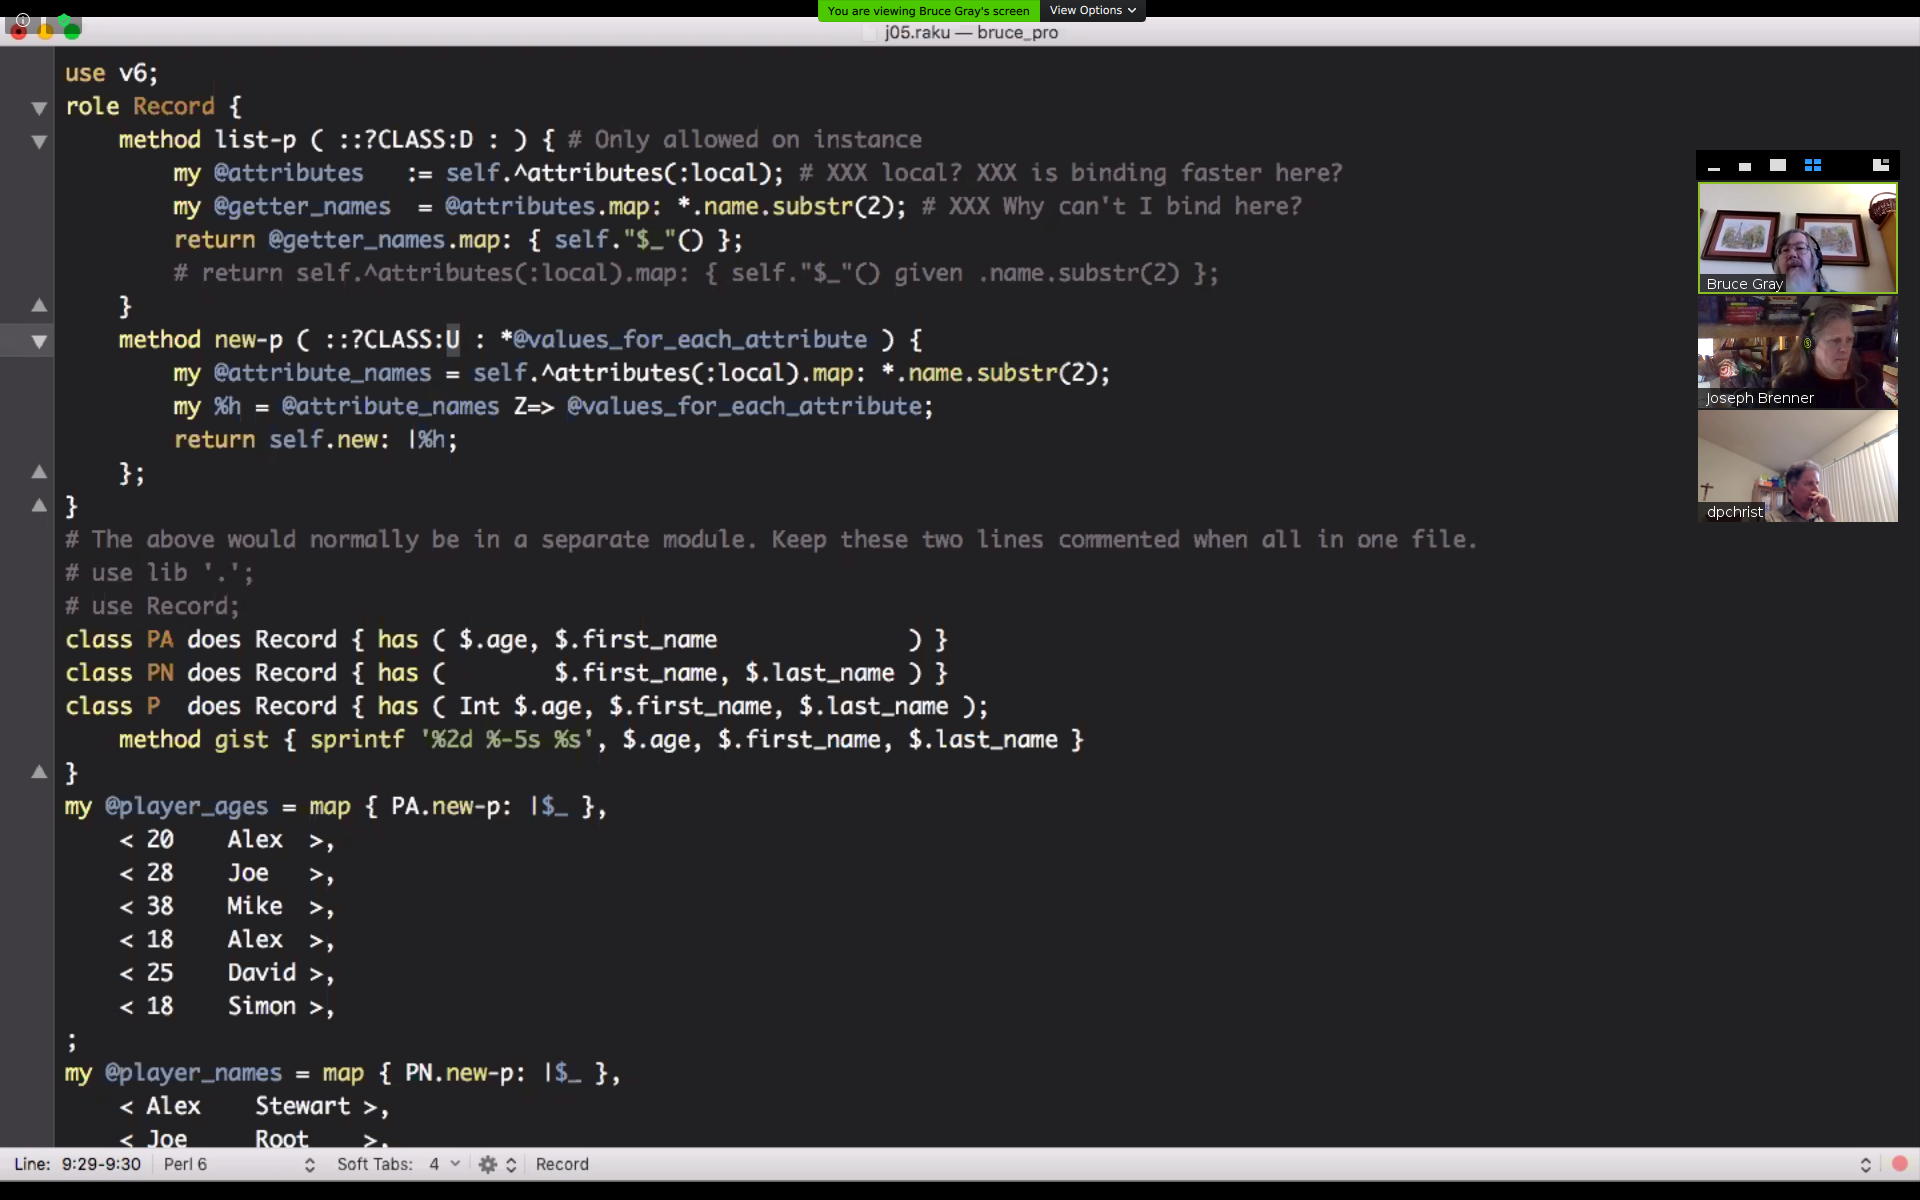 You are viewing Bruce Gray's screen View Options
j05.raku — bruce_pro
use v6;
role Record {
    method list-p ( ::?CLASS:D : ) { # Only allowed on instance
        my @attributes   := self.^attributes(:local); # XXX local? XXX is binding faster here?
        my @getter_names  = @attributes.map: *.name.substr(2); # XXX Why can't I bind here?
        return @getter_names.map: { self."$_"() };
        # return self.^attributes(:local).map: { self."$_"() given .name.substr(2) };
    }
    method new-p ( ::?CLASS:U : *@values_for_each_attribute ) {
        my @attribute_names = self.^attributes(:local).map: *.name.substr(2);
        my %h = @attribute_names Z=> @values_for_each_attribute;
        return self.new: |%h;
    };
}
# The above would normally be in a separate module. Keep these two lines commented when all in one file.
# use lib '.';
# use Record;
class PA does Record { has ( $.age, $.first_name              ) }
class PN does Record { has (        $.first_name, $.last_name ) }
class P  does Record { has ( Int $.age, $.first_name, $.last_name );
    method gist { sprintf '%2d %-5s %s', $.age, $.first_name, $.last_name }
}
my @player_ages = map { PA.new-p: |$_ },
    < 20    Alex  >,
    < 28    Joe   >,
    < 38    Mike  >,
    < 18    Alex  >,
    < 25    David >,
    < 18    Simon >,
;
my @player_names = map { PN.new-p: |$_ },
    < Alex    Stewart >,
    < Joe     Root    >,
Line: 9:29-9:30 Perl 6 Soft Tabs: 4 Record
Bruce Gray
Joseph Brenner
dpchrist